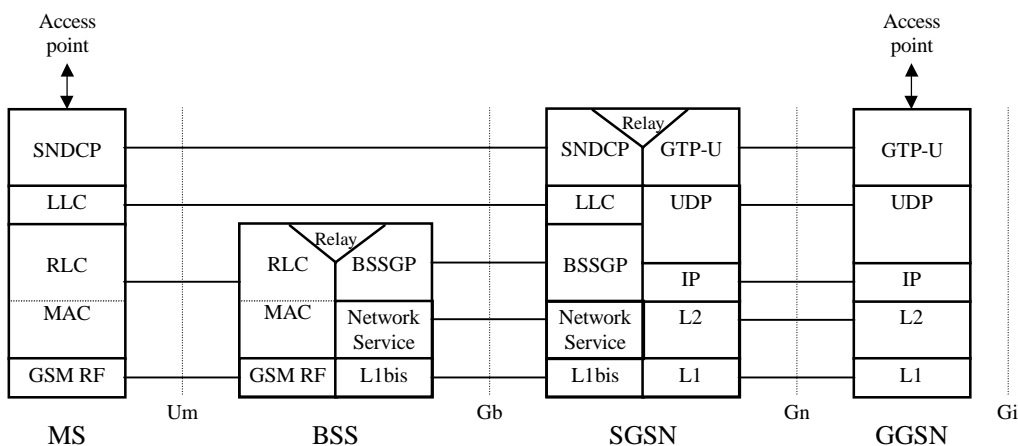 Access
point
Access
point
Relay
SNDCP
SNDCP
GTP-U
GTP-U
LLC
LLC
UDP
UDP
Relay
RLC
RLC
BSSGP
BSSGP
IP
IP
MAC
MAC
Network
Service
Network
Service
L2
L2
GSM RF
GSM RF
L1bis
L1bis
L1
L1
Um
Gb
Gn
Gi
MS
BSS
SGSN
GGSN